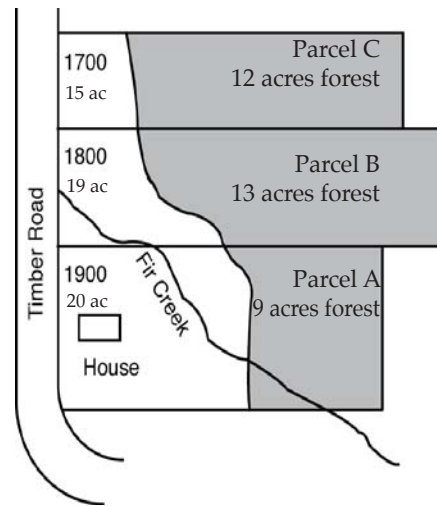 1700
15 ac
Parcel C
12 acres forest
1800
19 ac
Parcel B
13 acres forest
Timber Road
1900
20 ac
Fir Creek
Parcel A
9 acres forest
House